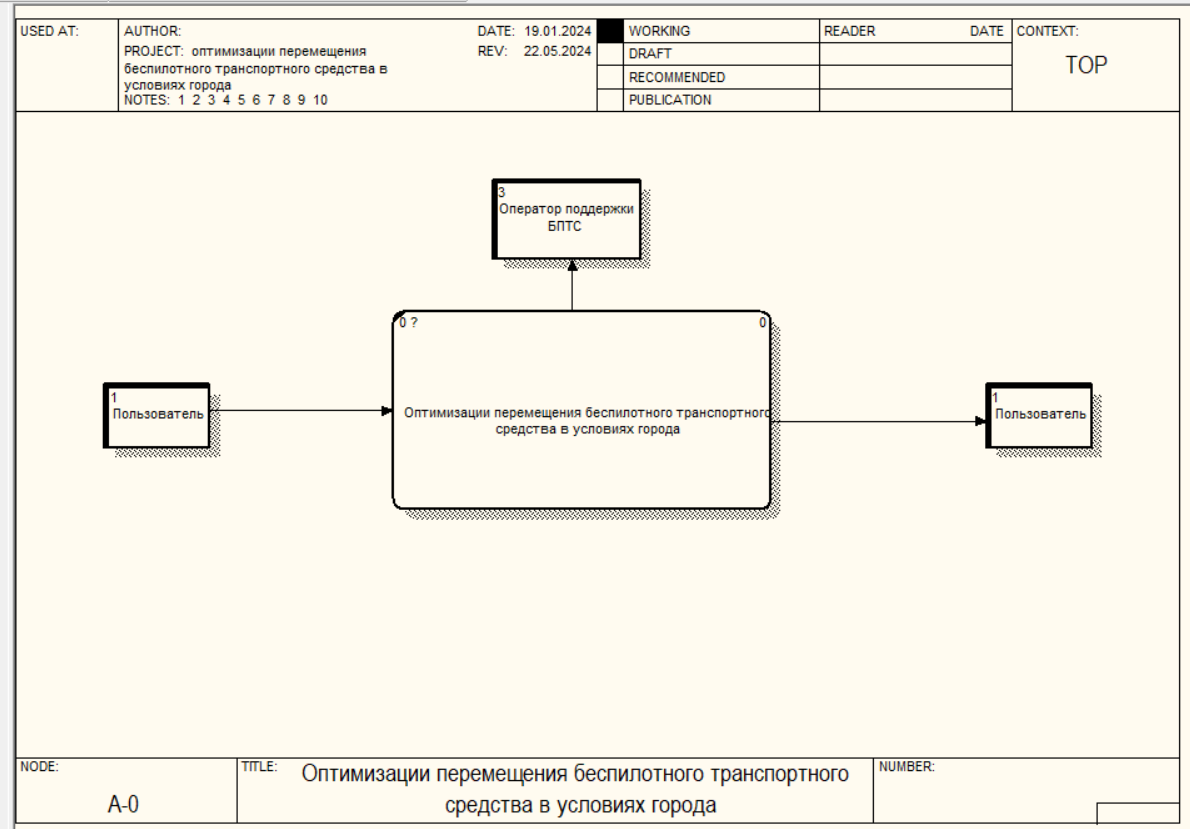 USED AT:
AUTHOR:
DATE: 19.01.2024
WORKING
READER
DATE
CONTEXT:
PROJECT: оптимизации перемещения
беспилотного транспортного средства в
условиях города
REV: 22.05.2024
DRAFT
TOP
RECOMMENDED
NOTES: 1 2 3 4 5 6 7 8 9 10
PUBLICATION
3
Оператор поддержки
БПТС
0 ?
0
1
Пользователь
Оптимизации перемещения беспилотного транспортного
средства в условиях города
1
Пользователь
NODE:
A-0
TITLE:
Оптимизации перемещения беспилотного транспортного
средства в условиях города
NUMBER: